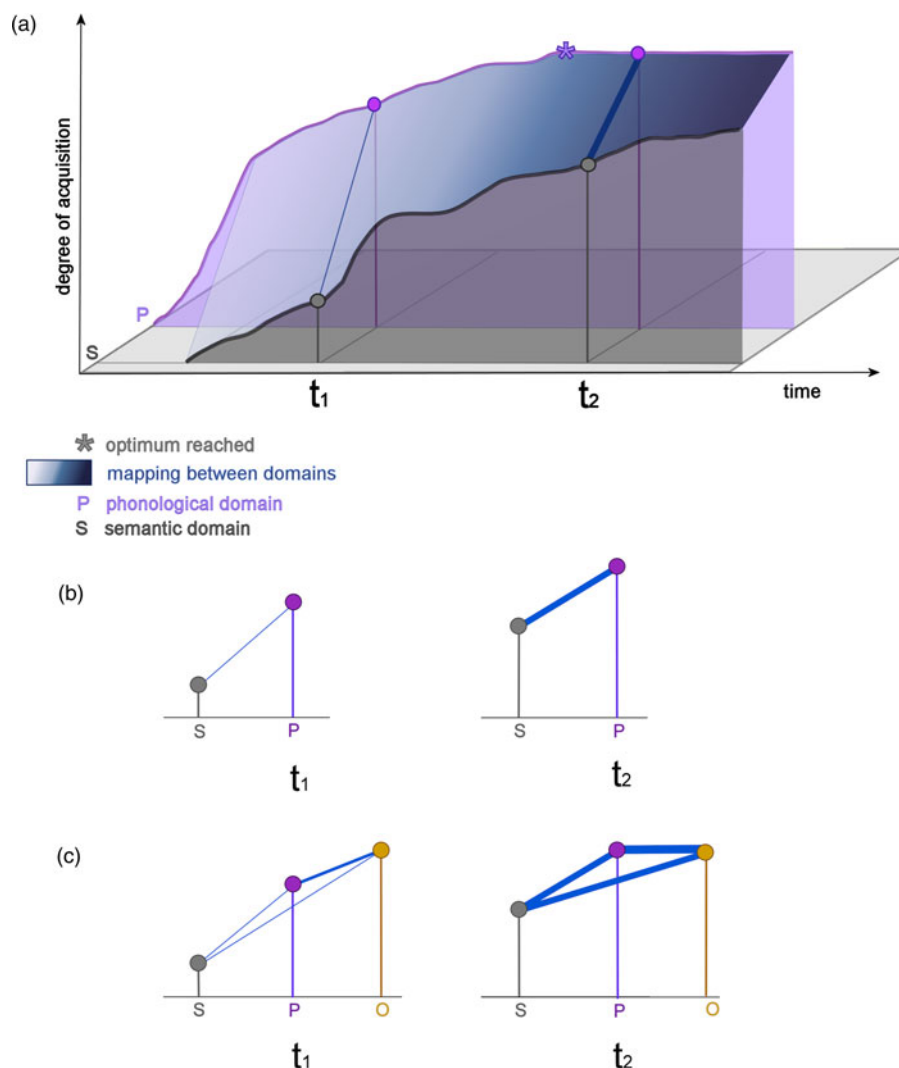 (a)
degree of acquisition
P
S
t1
t2
time
* optimum reached
mapping between domains
P phonological domain
S semantic domain
(b)
S P
S P
t1
t2
(c)
S P O
S P O
t1
t2